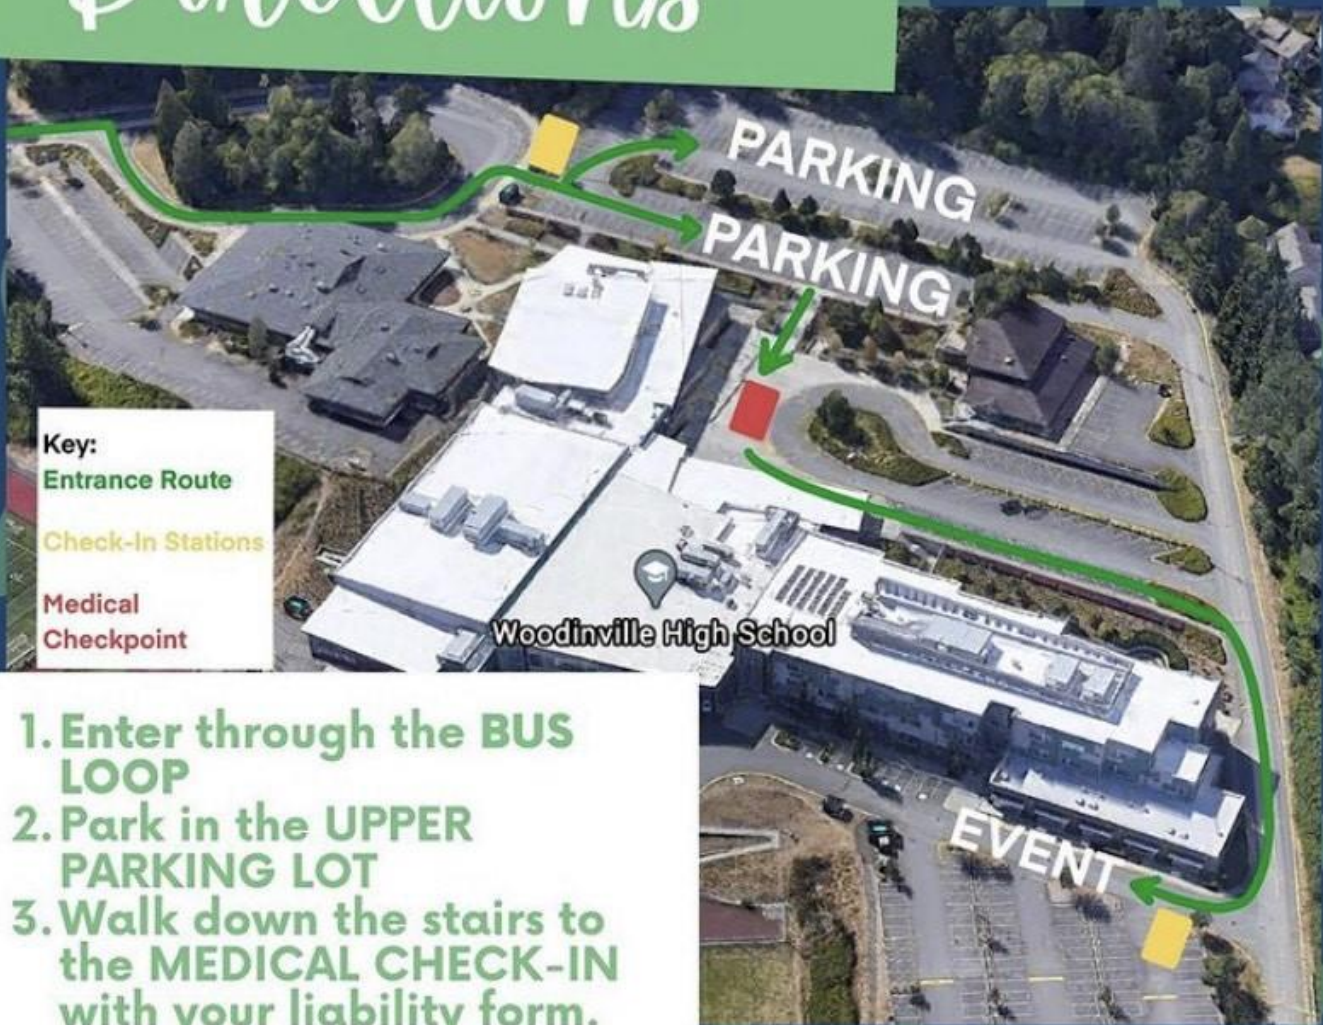 Directions
PARKING
PARKING
Key:
Entrance Route
Check-In Stations
Medical
Checkpoint
Woodinville High School
EVENT
1. Enter through the BUS
LOOP
2. Park in the UPPER
PARKING LOT
3. Walk down the stairs to
the MEDICAL CHECK-IN
with your liability form.